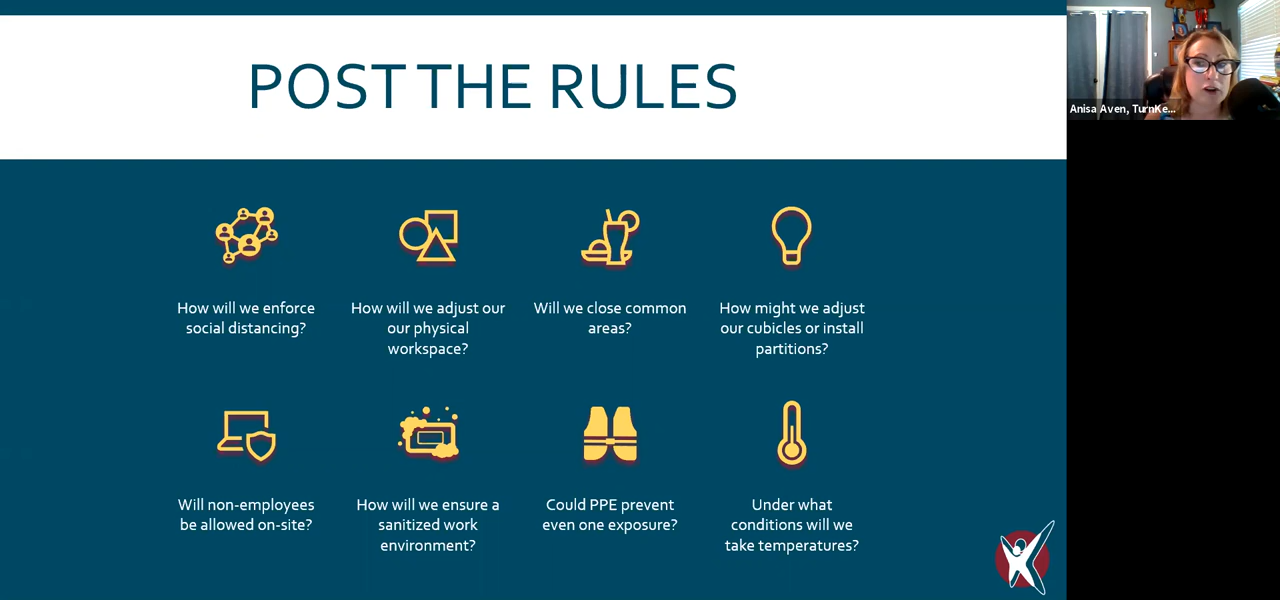 POST THE RULES
Anisa Aven, TurnKe...
How will we enforce
social distancing?
How will we adjust our
our physical
workspace?
Will we close common
areas?
How might we adjust
our cubicles or install
partitions?
Will non-employees
be allowed on-site?
How will we ensure a
sanitized work
environment?
Could PPE prevent
even one exposure?
Under what
conditions will we
take temperatures?